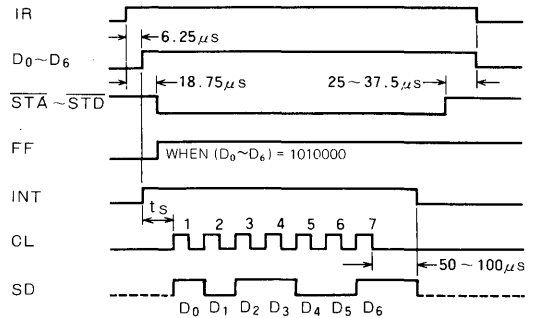 IR
6.25μs
D0~D6
18.75μs
25~37.5μs
STA ~ STD
FF
WHEN (D0~D6) = 1010000
INT
ts
1 2 3 4 5 6 7
CL
50~100μs
SD
D0 D1 D2 D3 D4 D5 D6